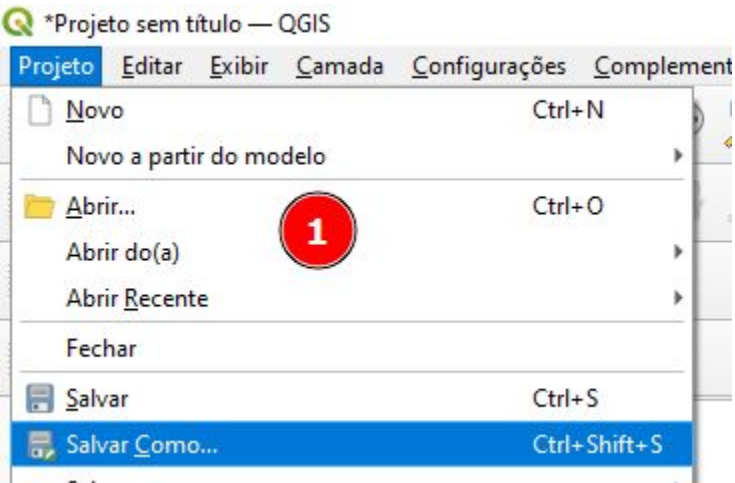 *Projeto sem título — QGIS
Projeto Editar Exibir Camada Configurações Complement
Novo Ctrl+N
Novo a partir do modelo
Abrir... Ctrl+O
1
Abrir do(a)
Abrir Recente
Fechar
Salvar Ctrl+S
Salvar Como... Ctrl+Shift+S